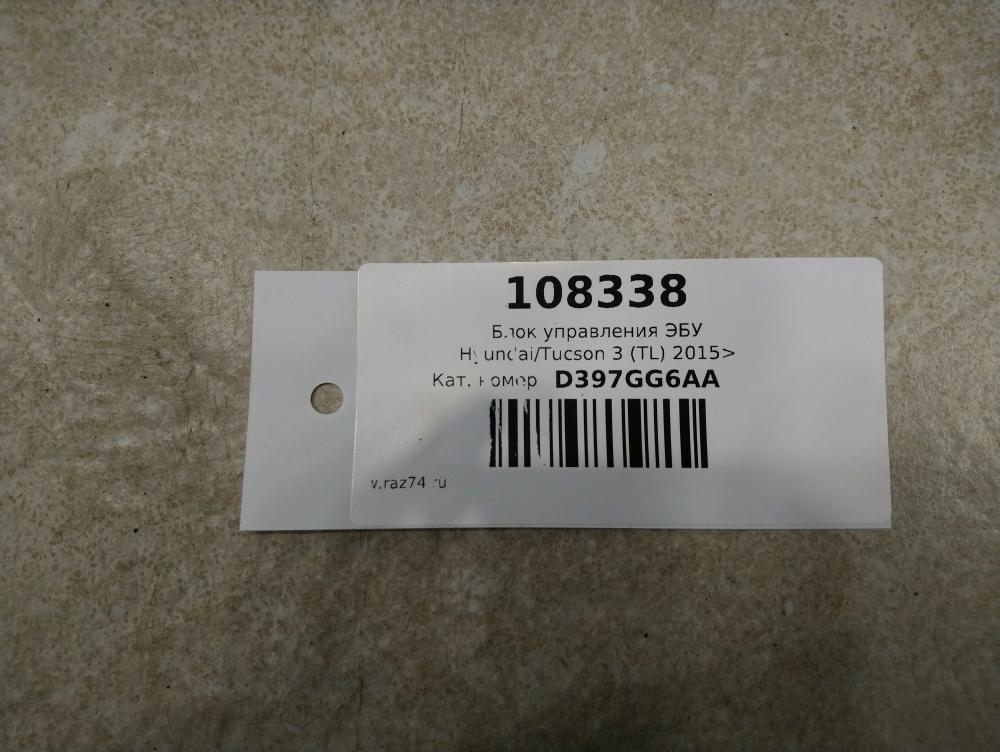 108338
Блок управления ЭБУ
Hyundai/Tucson 3 (TL) 2015>
Кат. номер D397GG6AA
v.raz74.ru